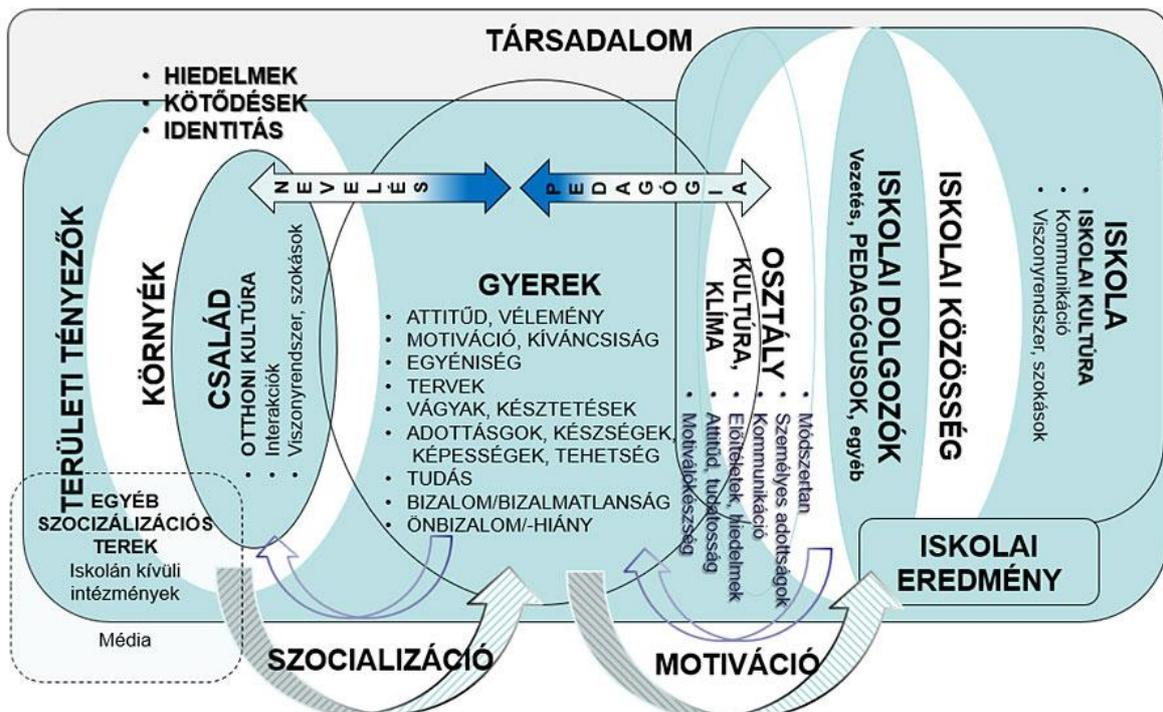 TÁRSADALOM
• HIEDELMEK
• KÖTŐDÉSEK
• IDENTITÁS
TERÜLETI TÉNYEZŐK
KÖRNYÉK
CSALÁD
• OTTHONI KULTÚRA
• Interakciók
• Viszonyrendszer, szokások
NEVELÉS
PEDAGÓGIA
GYEREK
• ATTITŰD, VÉLEMÉNY
• MOTIVÁCIÓ, KÍVÁNCSISÁG
• EGYÉNISÉG
• TERVEK
• VÁGYAK, KÉSZTETÉSEK
• ADOTTÁSGOK, KÉSZSÉGEK,
KÉPESSÉGEK, TEHETSÉG
• TUDÁS
• BIZALOM/BIZALMATLANSÁG
• ÖNBIZALOM/-HIÁNY
OSZTÁLY
KULTÚRA,
KLÍMA
• Módszertan
• Személyes adottságok
• Kommunikáció
• Előítéletek, hiedelmek
• Attitűd, tudatosság
• Motiválókészség
ISKOLAI DOLGOZÓK
Vezetés, PEDAGÓGUSOK, egyéb
ISKOLAI KÖZÖSSÉG
ISKOLA
• ISKOLAI KULTÚRA
• Kommunikáció
• Viszonyrendszer, szokások
EGYÉB
SZOCIZÁLIZÁCIÓS
TEREK
Iskolán kívüli
intézmények
Média
ISKOLAI
EREDMÉNY
SZOCIALIZÁCIÓ
MOTIVÁCIÓ